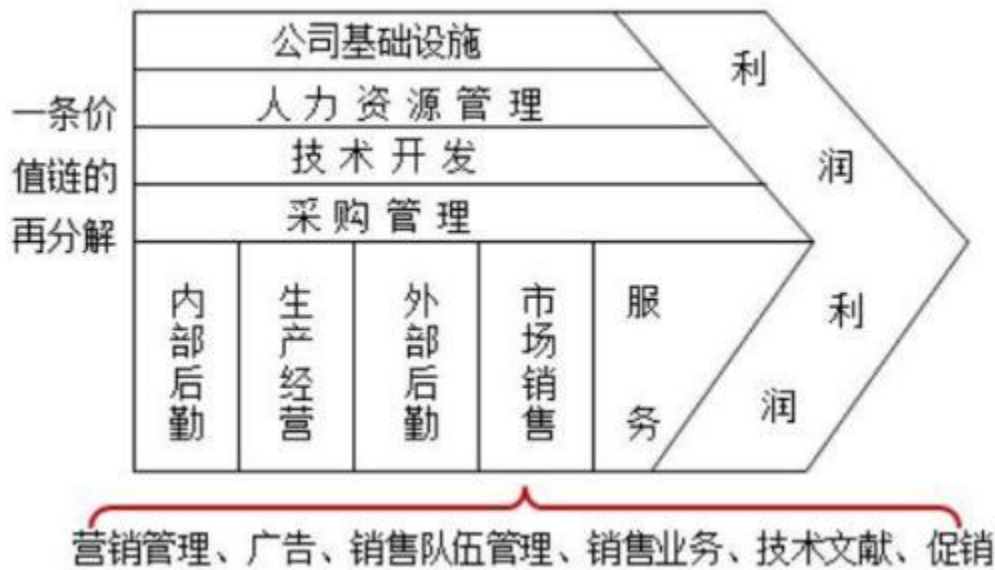 公司基础设施
人力资源管理
技术开发
采购管理
一条价
值链的
再分解
内部后勤
生产经营
外部后勤
市场销售
服务
利润
利润
营销管理、广告、销售队伍管理、销售业务、技术文献、促销